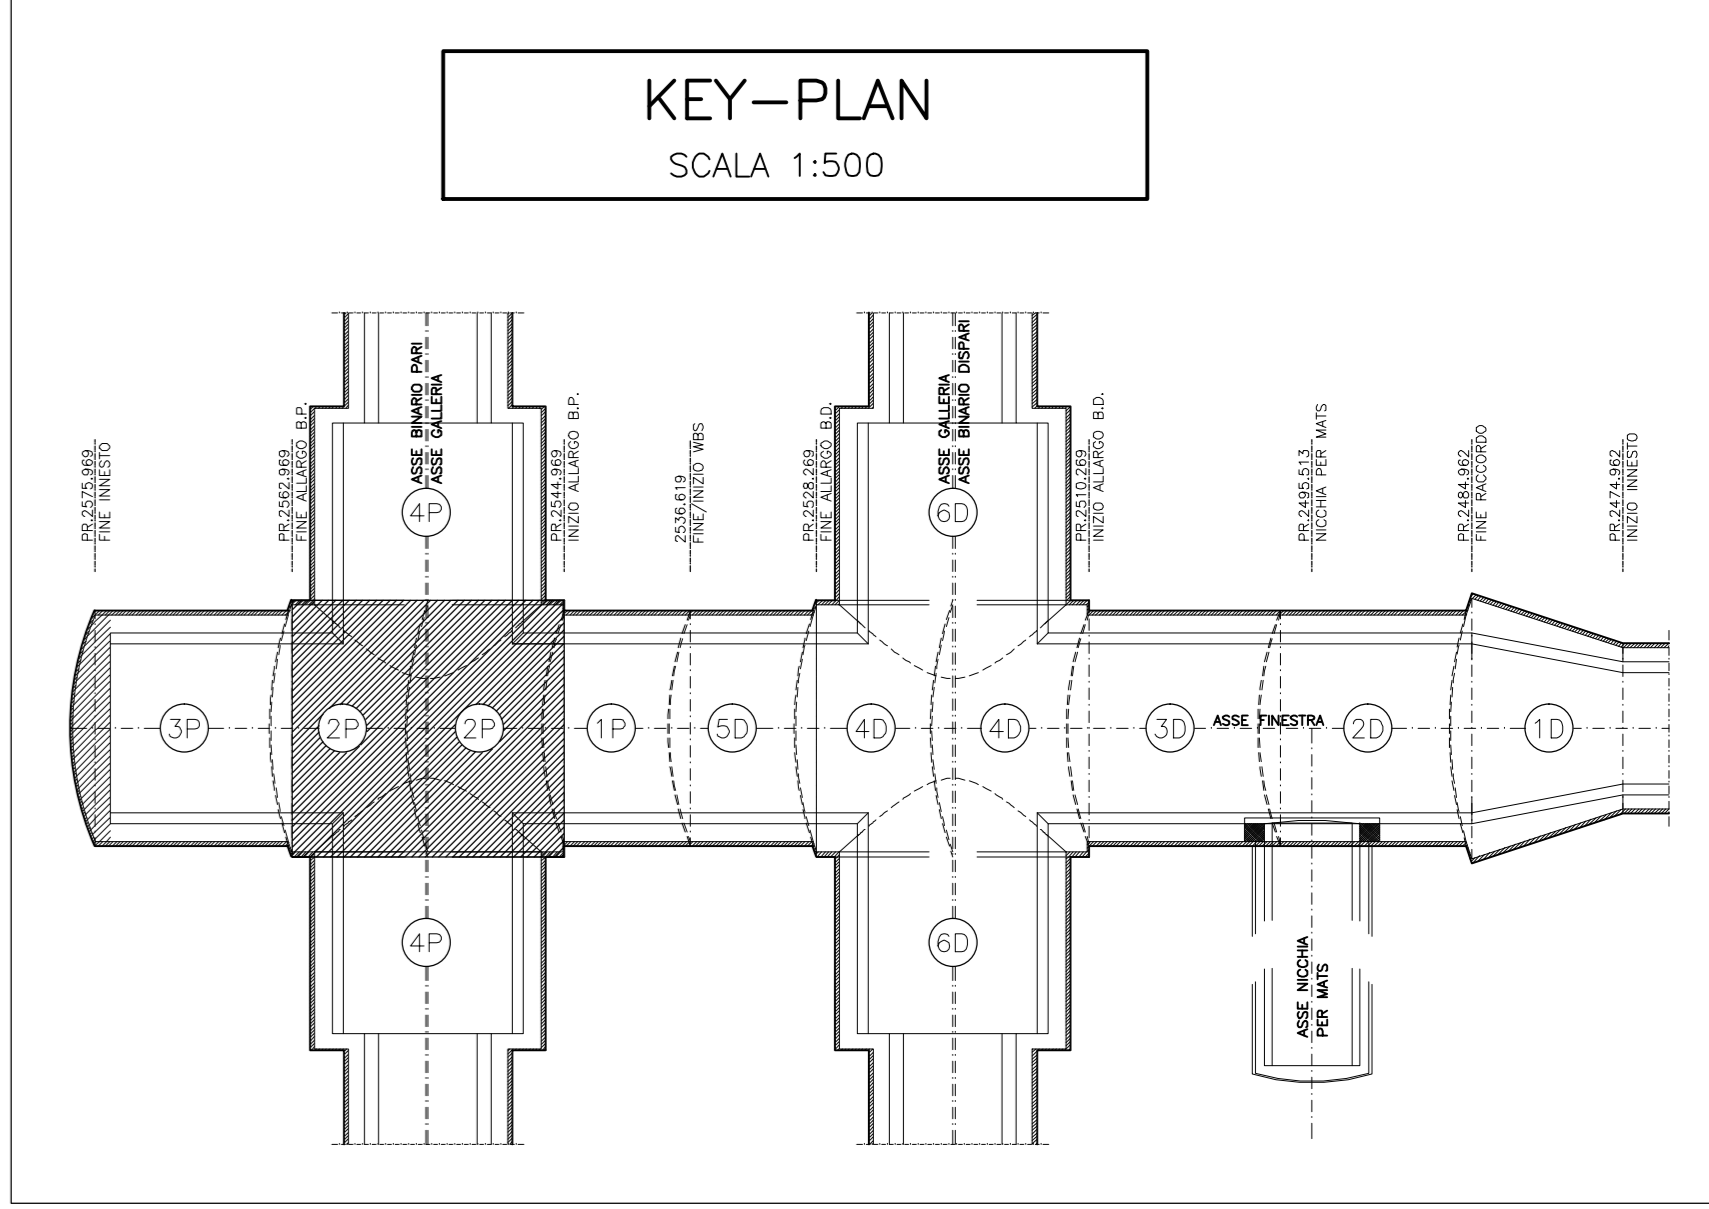 KEY-PLAN
SCALA 1:500
PR.2575.969
FINE INNESTO
PR.2562.969
FINE ALLARGO B.P.
ASSE BINARIO PARI
ASSE GALLERIA
PR.2544.969
INIZIO ALLARGO B.P.
2536.619
FINE/INIZIO WBS
PR.2528.269
FINE ALLARGO B.D.
ASSE GALLERIA
ASSE BINARIO DISPARI
PR.2510.269
INIZIO ALLARGO B.D.
PR.2495.513
NICCHIA PER MATS
PR.2484.962
FINE RACCORDO
PR.2474.962
INIZIO INNESTO
4P
6D
3P
2P
2P
1P
5D
4D
4D
3D
ASSE FINESTRA
2D
1D
4P
6D
ASSE NICCHIA
PER MATS